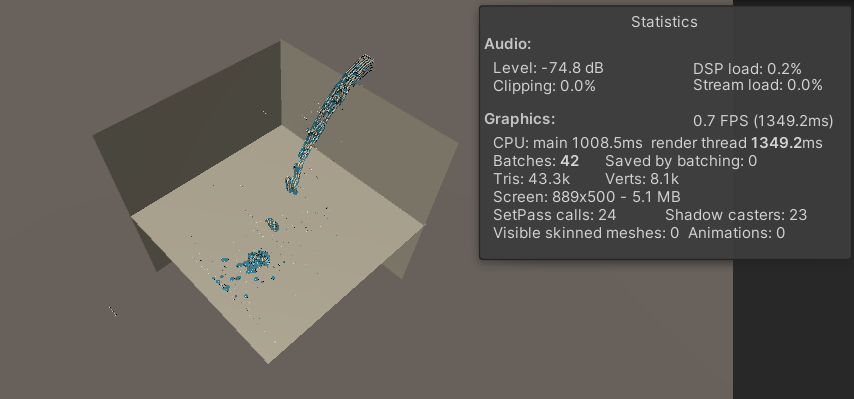 Statistics
Audio:
Level: -74.8 dB DSP load: 0.2%
Clipping: 0.0% Stream load: 0.0%
Graphics: 0.7 FPS (1349.2ms)
CPU: main 1008.5ms render thread 1349.2ms
Batches: 42 Saved by batching: 0
Tris: 43.3k Verts: 8.1k
Screen: 889x500 - 5.1 MB
SetPass calls: 24 Shadow casters: 23
Visible skinned meshes: 0 Animations: 0